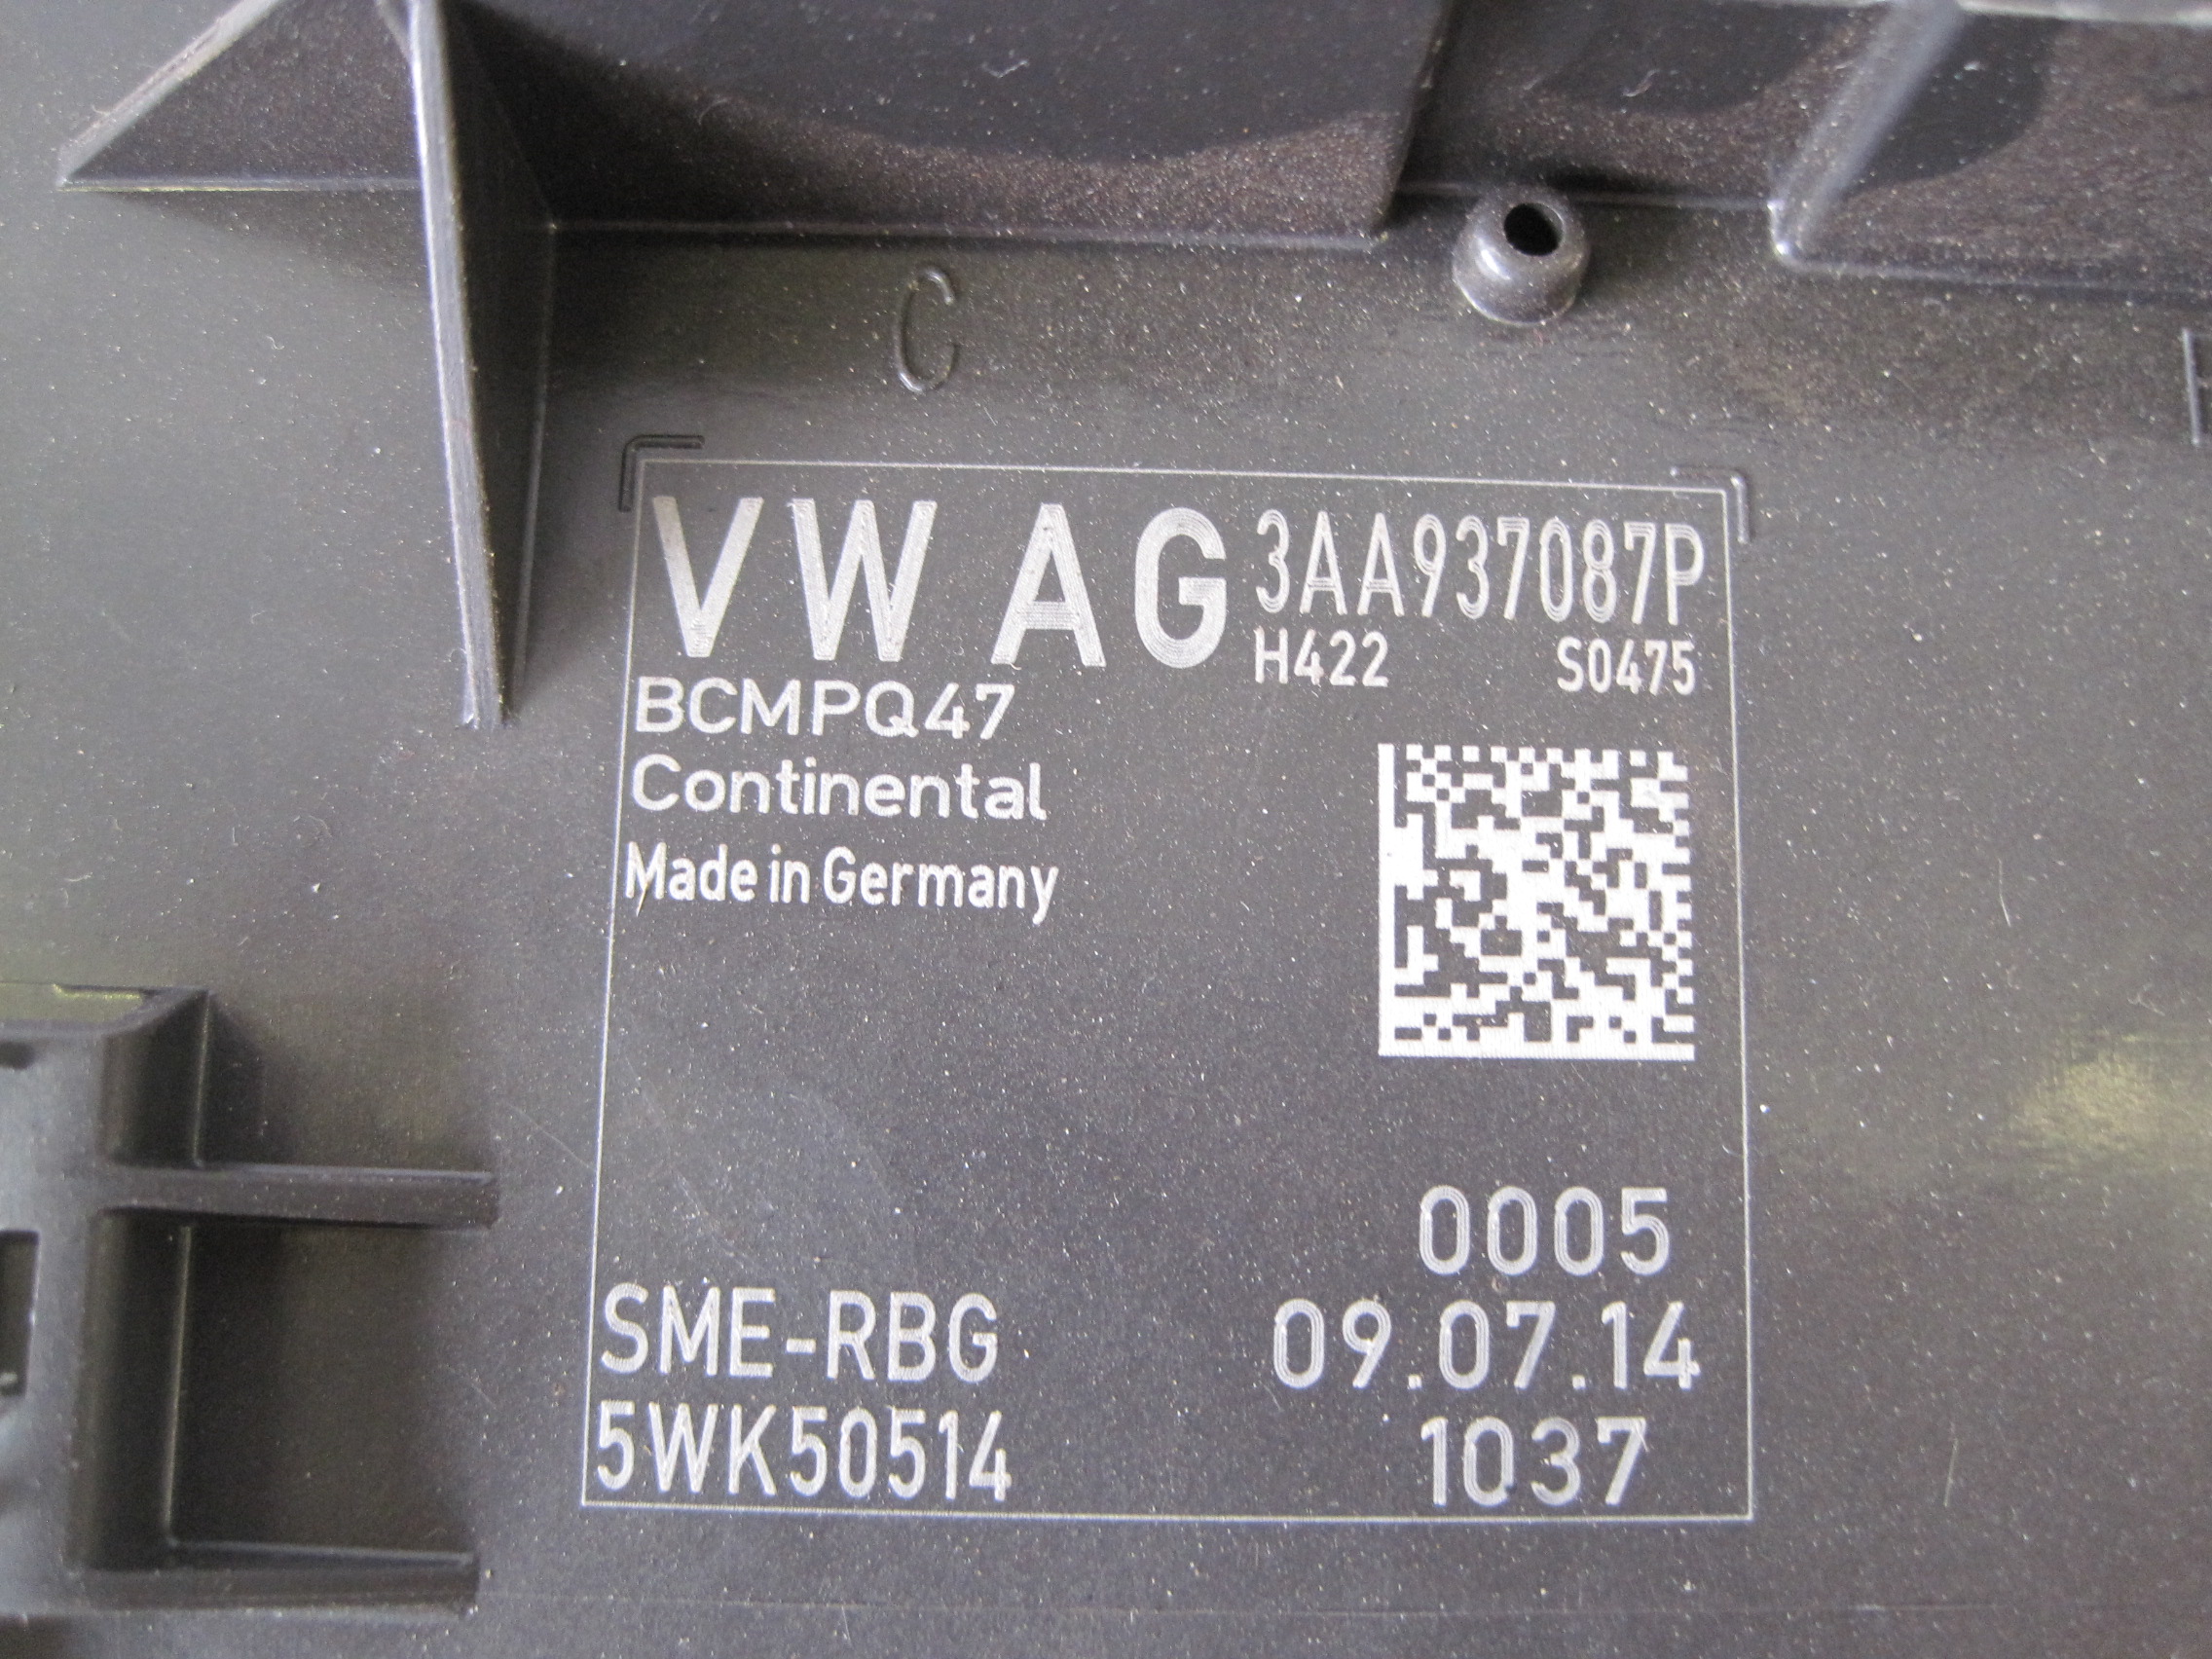 C
VW AG 3AA937087P
H422 S0475
BCMPQ47
Continental
Made in Germany
0005
SME-RBG 09.07.14
5WK50514 1037